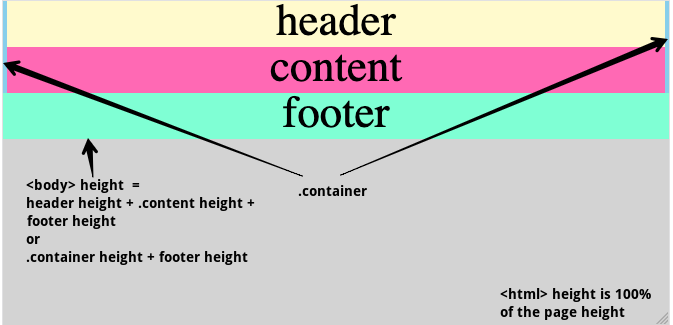 header
content
footer
.container
<body> height =
header height + .content height +
footer height
or
.container height + footer height
<html> height is 100%
of the page height